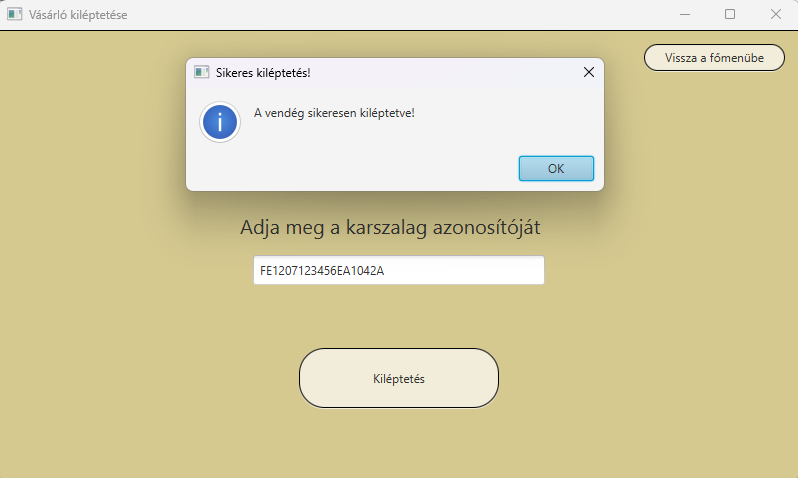 Vásárló kiléptetése
Vissza a főmenübe
Sikeres kiléptetés!
A vendég sikeresen kiléptetve!
OK
Adja meg a karszalag azonosítóját
FE1207123456EA1042A
Kiléptetés